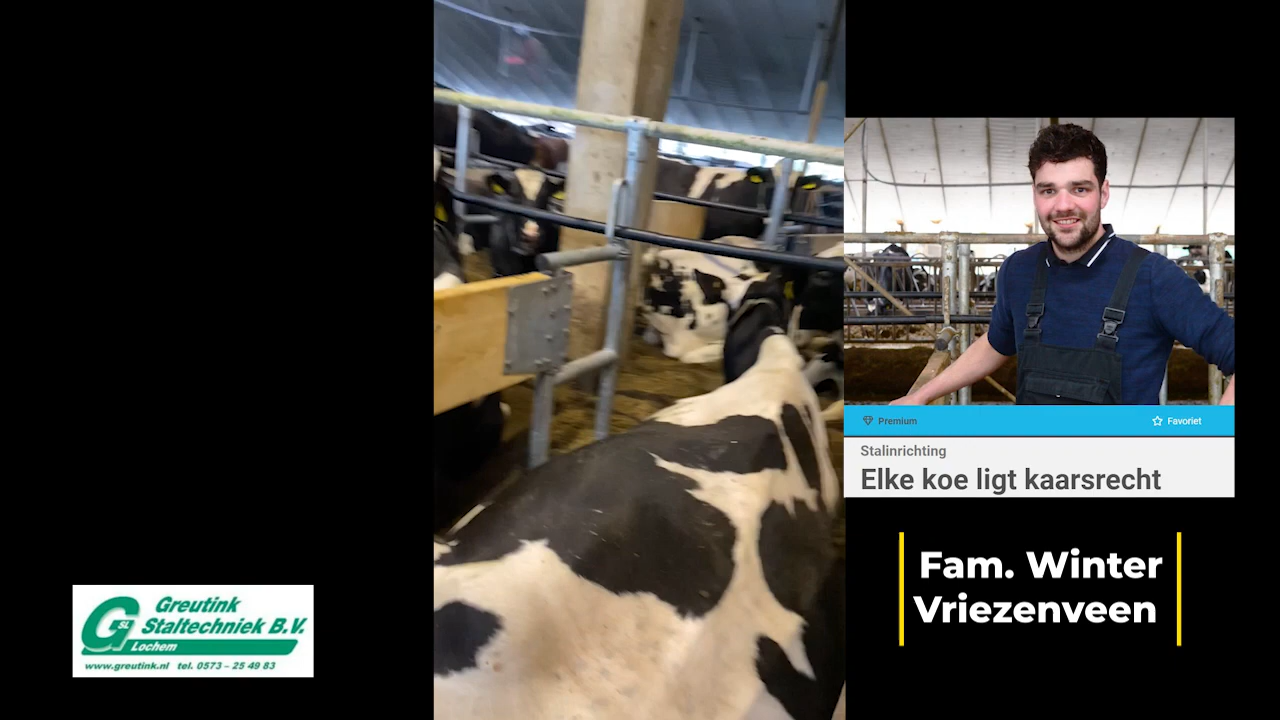 Premium
Favoriet
Stalinrichting
Elke koe ligt kaarsrecht
Fam. Winter
Vriezenveen
Greutink
GSL Staltechniek B.V.
Lochem
www.greutink.nl tel. 0573 - 25 49 83